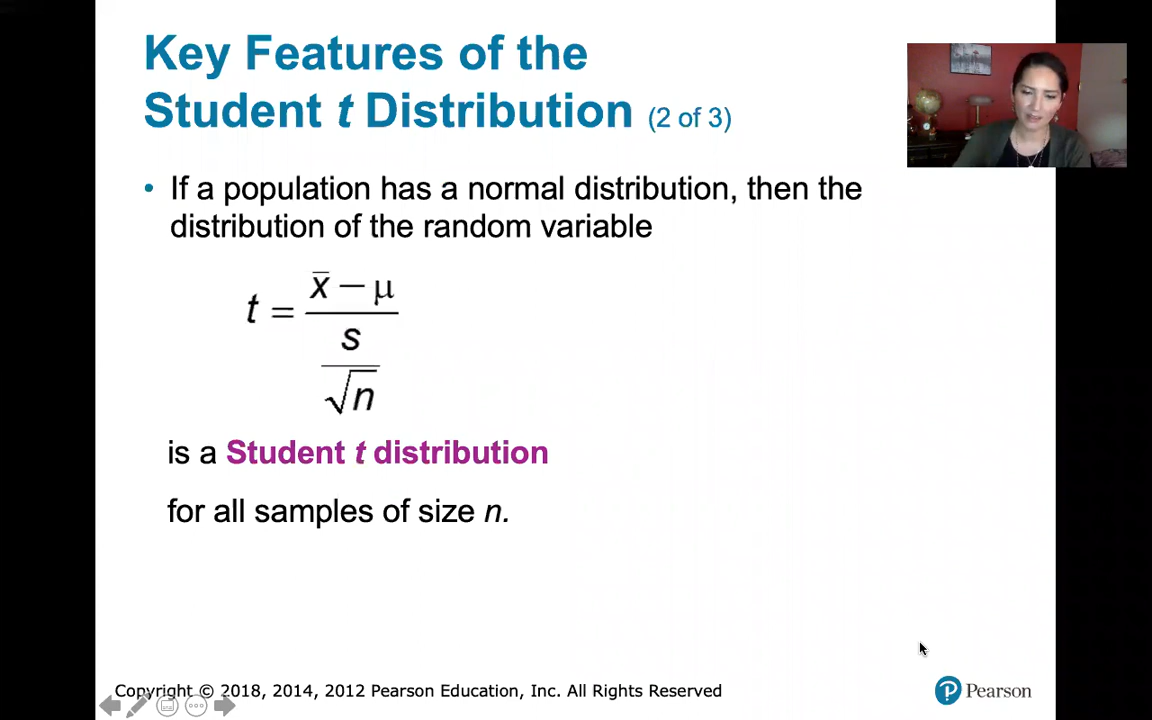 Key Features of the
Student t Distribution (2 of 3)
• If a population has a normal distribution, then the
distribution of the random variable
t = (x̄ − μ) / (s / √n)
is a Student t distribution
for all samples of size n.
Copyright © 2018, 2014, 2012 Pearson Education, Inc. All Rights Reserved
P Pearson